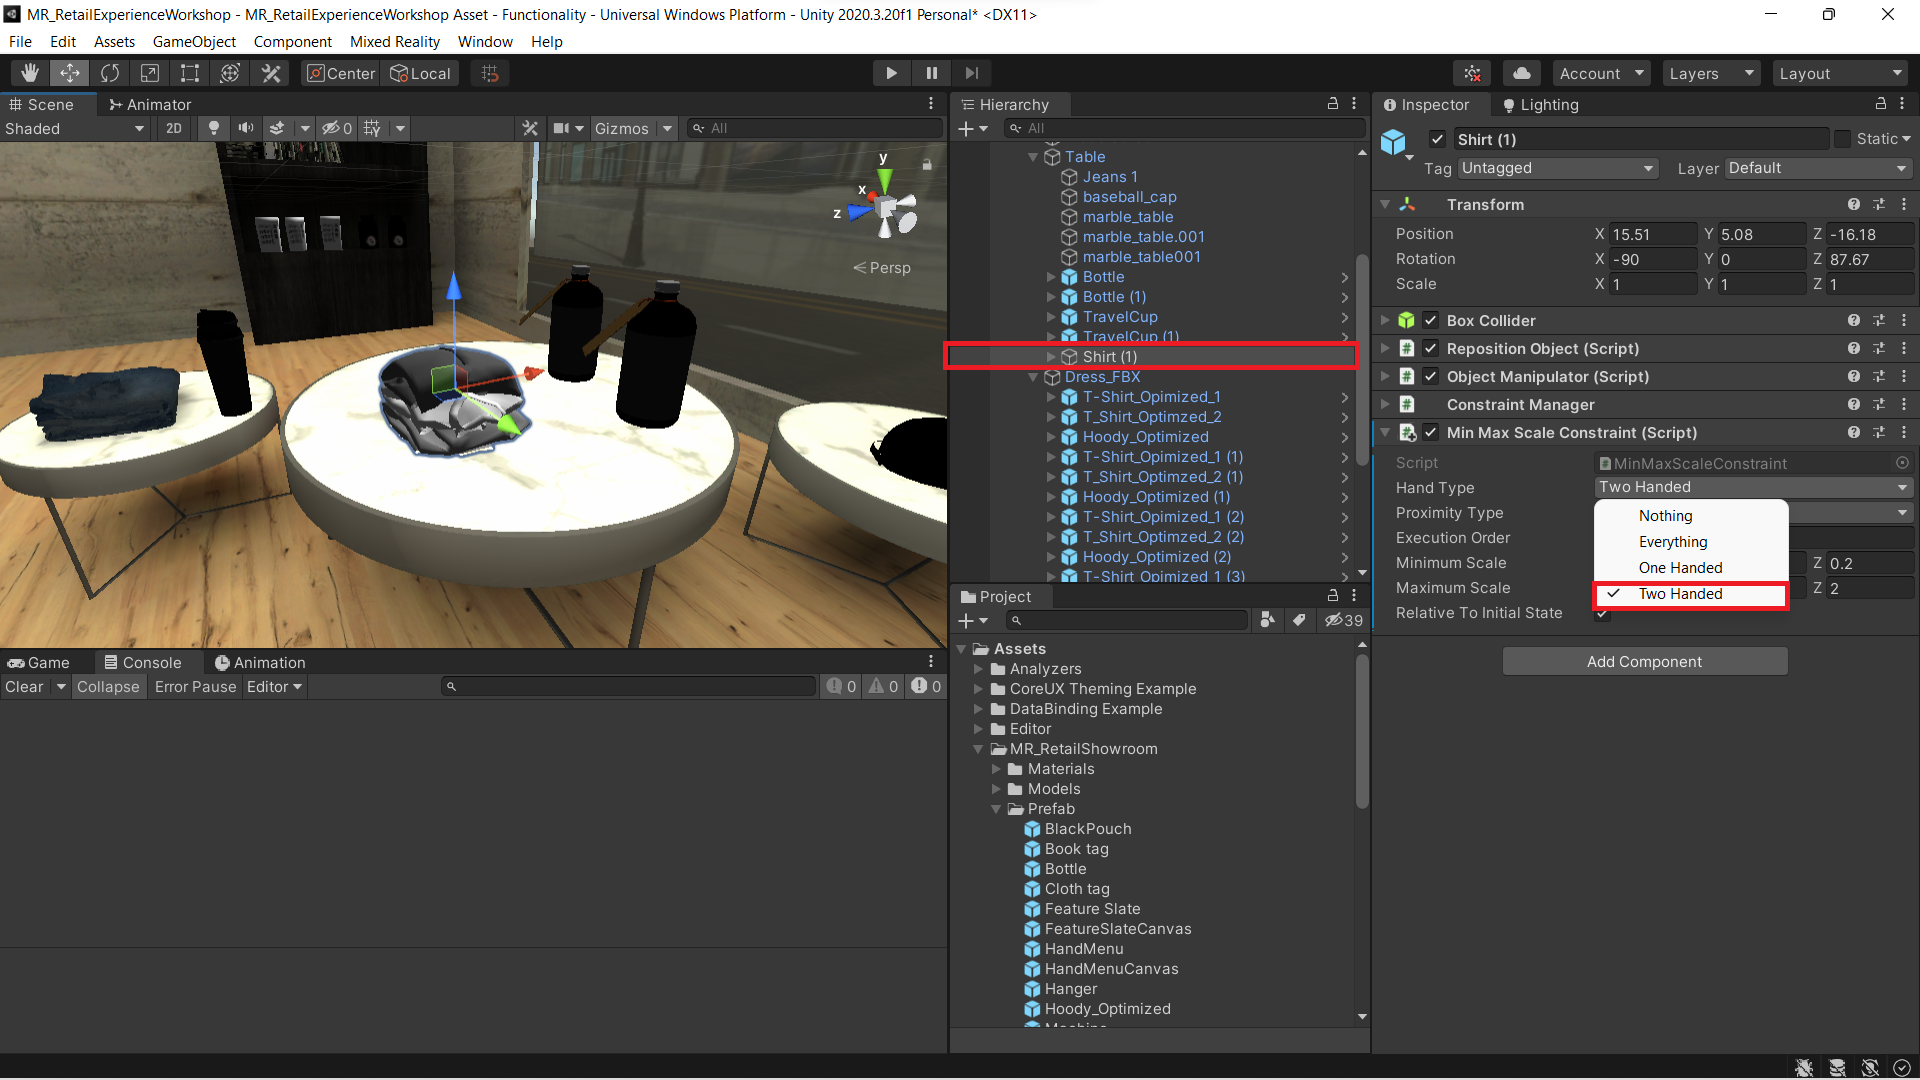 MR_RetailExperienceWorkshop - MR_RetailExperienceWorkshop Asset - Functionality - Universal Windows Platform - Unity 2020.3.20f1 Personal* <DX11>
File Edit Assets GameObject Component Mixed Reality Window Help
Center Local Account Layers Layout
Scene Animator
Shaded 2D 0 Gizmos All
y
x
z
Persp
Game Console Animation
Clear Collapse Error Pause Editor 0 0 0
Hierarchy
All
Table
Jeans 1
baseball_cap
marble_table
marble_table.001
marble_table001
Bottle
Bottle (1)
TravelCup
TravelCup (1)
Shirt (1)
Dress_FBX
T-Shirt_Opimized_1
T_Shirt_Optimzed_2
Hoody_Optimized
T-Shirt_Opimized_1 (1)
T_Shirt_Optimzed_2 (1)
Hoody_Optimized (1)
T-Shirt_Opimized_1 (2)
T_Shirt_Optimzed_2 (2)
Hoody_Optimized (2)
T-Shirt_Opimized_1 (3)
Project
39
Assets
Analyzers
CoreUX Theming Example
DataBinding Example
Editor
MR_RetailShowroom
Materials
Models
Prefab
BlackPouch
Book tag
Bottle
Cloth tag
Feature Slate
FeatureSlateCanvas
HandMenu
HandMenuCanvas
Hanger
Hoody_Optimized
Inspector Lighting
Shirt (1) Static
Tag Untagged Layer Default
Transform
Position X 15.51 Y 5.08 Z -16.18
Rotation X -90 Y 0 Z 87.67
Scale X 1 Y 1 Z 1
Box Collider
Reposition Object (Script)
Object Manipulator (Script)
Constraint Manager
Min Max Scale Constraint (Script)
Script MinMaxScaleConstraint
Hand Type Two Handed
Proximity Type
Execution Order
Minimum Scale Z 0.2
Maximum Scale Z 2
Relative To Initial State
Nothing
Everything
One Handed
Two Handed
Add Component